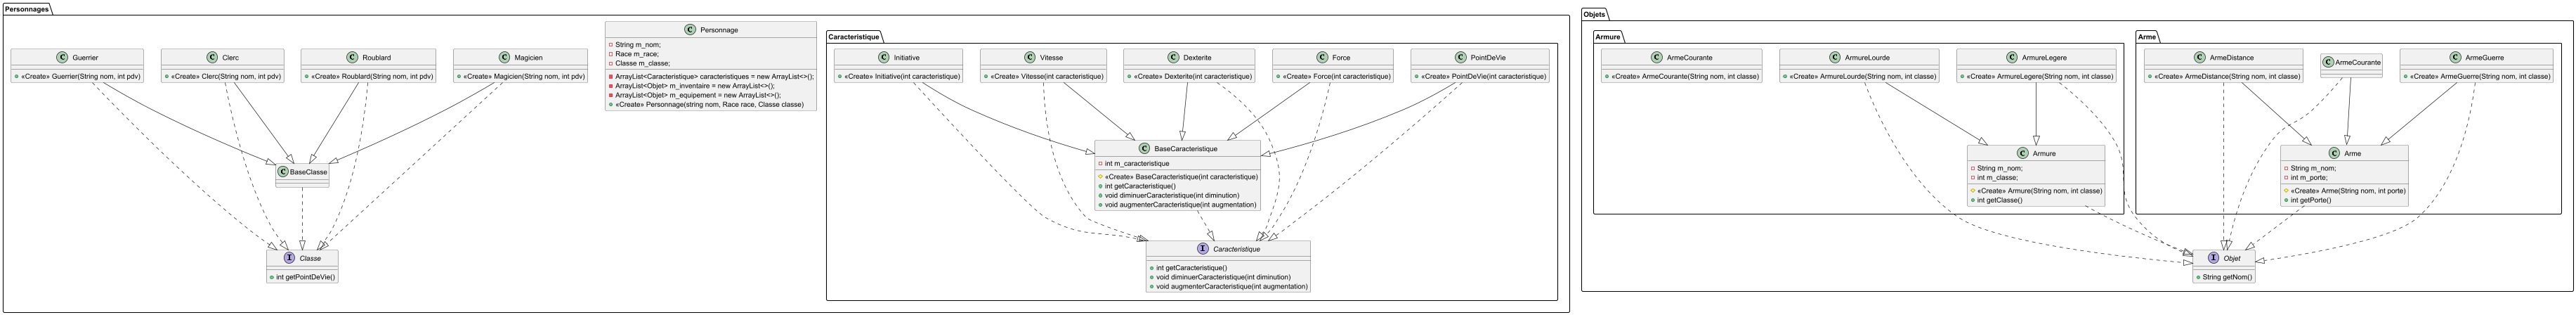 Personnages
Guerrier
«Create» Guerrier(String nom, int pdv)
Clerc
«Create» Clerc(String nom, int pdv)
Roublard
«Create» Roublard(String nom, int pdv)
Magicien
«Create» Magicien(String nom, int pdv)
Personnage
String m_nom;
Race m_race;
Classe m_classe;
ArrayList<Caracteristique> caracteristiques = new ArrayList<>();
ArrayList<Objet> m_inventaire = new ArrayList<>();
ArrayList<Objet> m_equipement = new ArrayList<>();
«Create» Personnage(string nom, Race race, Classe classe)
BaseClasse
Classe
int getPointDeVie()
Caracteristique
Initiative
«Create» Initiative(int caracteristique)
Vitesse
«Create» Vitesse(int caracteristique)
Dexterite
«Create» Dexterite(int caracteristique)
Force
«Create» Force(int caracteristique)
PointDeVie
«Create» PointDeVie(int caracteristique)
BaseCaracteristique
int m_caracteristique
«Create» BaseCaracteristique(int caracteristique)
int getCaracteristique()
void diminuerCaracteristique(int diminution)
void augmenterCaracteristique(int augmentation)
Caracteristique
int getCaracteristique()
void diminuerCaracteristique(int diminution)
void augmenterCaracteristique(int augmentation)
Objets
Armure
ArmeCourante
«Create» ArmeCourante(String nom, int classe)
ArmureLourde
«Create» ArmureLourde(String nom, int classe)
ArmureLegere
«Create» ArmureLegere(String nom, int classe)
Armure
String m_nom;
int m_classe;
«Create» Armure(String nom, int classe)
int getClasse()
Arme
ArmeDistance
«Create» ArmeDistance(String nom, int classe)
ArmeCourante
ArmeGuerre
«Create» ArmeGuerre(String nom, int classe)
Arme
String m_nom;
int m_porte;
«Create» Arme(String nom, int porte)
int getPorte()
Objet
String getNom()